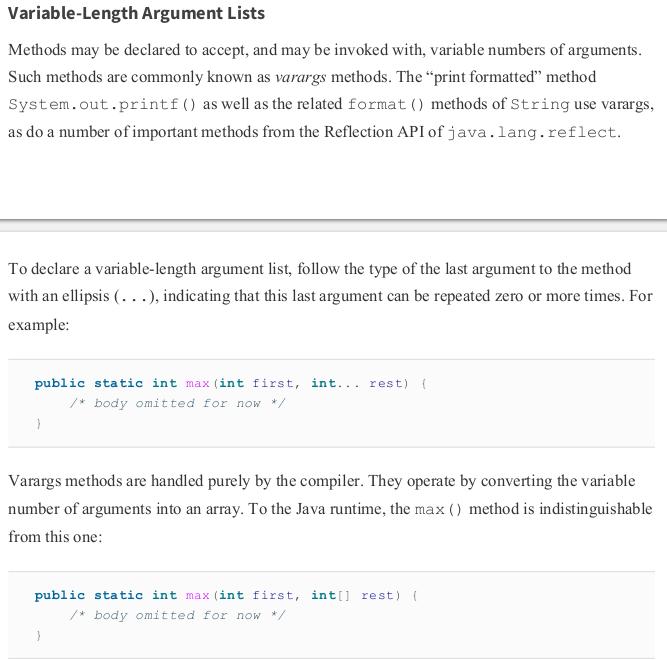 Variable-Length Argument Lists
Methods may be declared to accept, and may be invoked with, variable numbers of arguments.
Such methods are commonly known as varargs methods. The “print formatted” method
System.out.printf() as well as the related format() methods of String use varargs,
as do a number of important methods from the Reflection API of java.lang.reflect.
To declare a variable-length argument list, follow the type of the last argument to the method
with an ellipsis (...), indicating that this last argument can be repeated zero or more times. For
example:
public static int max(int first, int... rest) {
    /* body omitted for now */
}
Varargs methods are handled purely by the compiler. They operate by converting the variable
number of arguments into an array. To the Java runtime, the max() method is indistinguishable
from this one:
public static int max(int first, int[] rest) {
    /* body omitted for now */
}